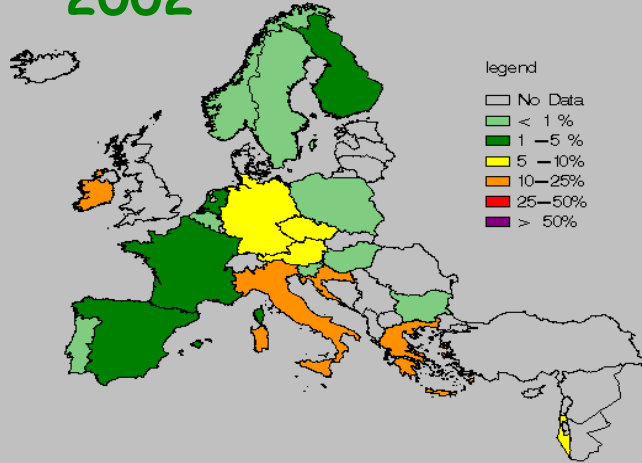 2002
legend
No Data
< 1 %
1 –5 %
5 –10%
10–25%
25–50%
> 50%